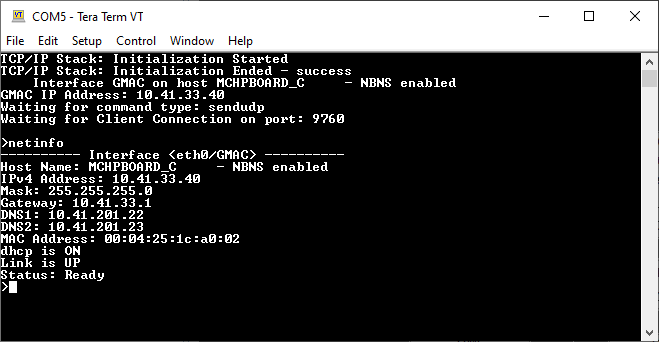 COM5 - Tera Term VT
File Edit Setup Control Window Help
TCP/IP Stack: Initialization Started
TCP/IP Stack: Initialization Ended - success
    Interface GMAC on host MCHPBOARD_C     - NBNS enabled
GMAC IP Address: 10.41.33.40
Waiting for command type: sendudp
Waiting for Client Connection on port: 9760
>netinfo
---------- Interface <eth0/GMAC> ----------
Host Name: MCHPBOARD_C     - NBNS enabled
IPv4 Address: 10.41.33.40
Mask: 255.255.255.0
Gateway: 10.41.33.1
DNS1: 10.41.201.22
DNS2: 10.41.201.23
MAC Address: 00:04:25:1c:a0:02
dhcp is ON
Link is UP
Status: Ready
>